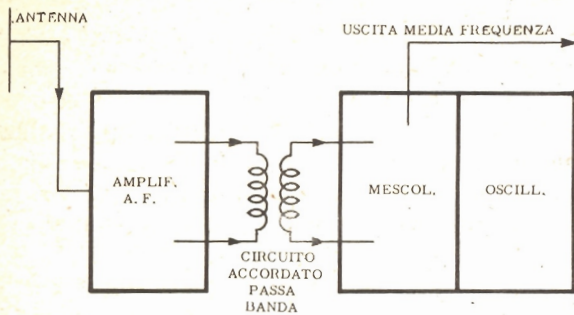 ANTENNA
USCITA MEDIA FREQUENZA
AMPLIF.
A. F.
MESCOL.
OSCILL.
CIRCUITO
ACCORDATO
PASSA
BANDA